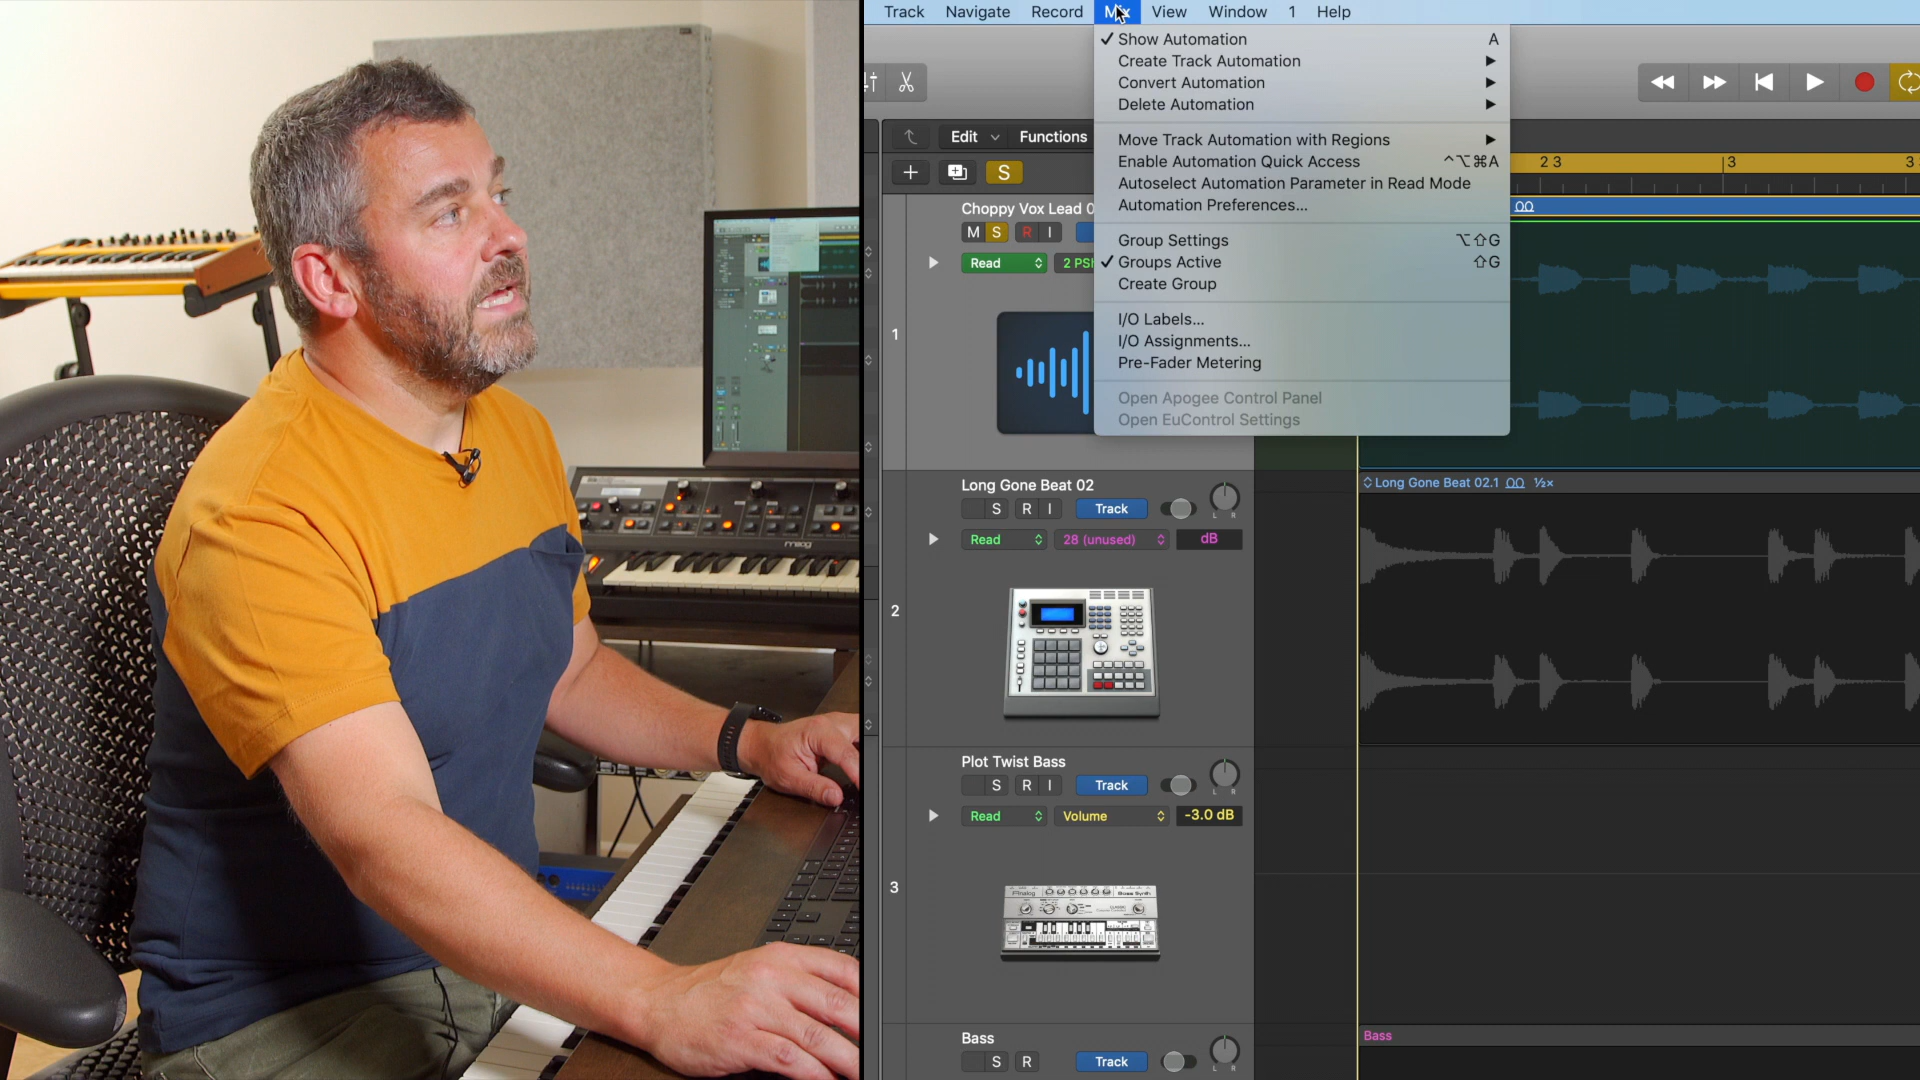 Track Navigate Record Mix View Window 1 Help
Show Automation A
Create Track Automation
Convert Automation
Delete Automation
Move Track Automation with Regions
Enable Automation Quick Access ^⌥⌘A
Autoselect Automation Parameter in Read Mode
Automation Preferences...
Group Settings ⌥⇧G
Groups Active ⇧G
Create Group
I/O Labels...
I/O Assignments...
Pre-Fader Metering
Open Apogee Control Panel
Open EuControl Settings
Edit Functions
S
2 3 3 3
Choppy Vox Lead 0
M S R I
Read 2 PS
1
Long Gone Beat 02
S R I Track
L R
Read 28 (unused) dB
Long Gone Beat 02.1 ½×
2
Plot Twist Bass
S R I Track
L R
Read Volume -3.0 dB
3
Bass
S R Track
L R
Bass
moog